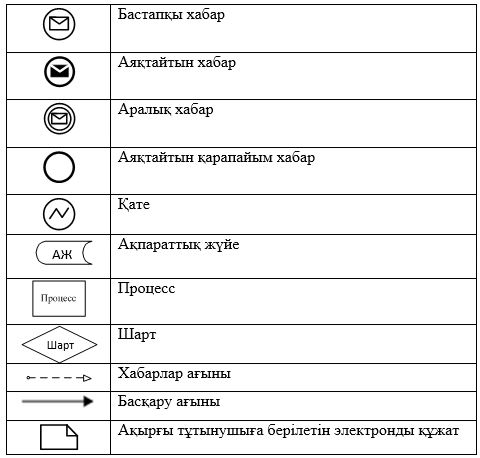 Бастапқы хабар
Аяқтайтын хабар
Аралық хабар
Аяқтайтын қарапайым хабар
Қате
АЖ Ақпараттық жүйе
Процесс Процесс
Шарт Шарт
Хабарлар ағыны
Басқару ағыны
Ақырғы тұтынушыға берілетін электронды құжат